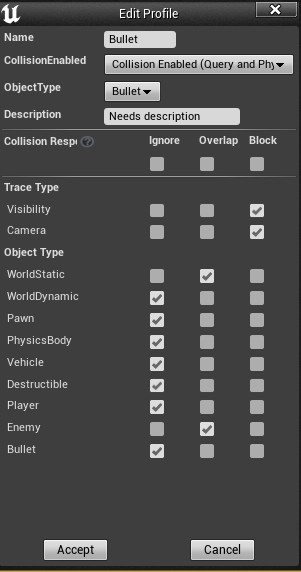 Edit Profile
Name Bullet
CollisionEnabled Collision Enabled (Query and Phy
ObjectType Bullet
Description Needs description
Collision Respo Ignore Overlap Block
Trace Type
Visibility
Camera
Object Type
WorldStatic
WorldDynamic
Pawn
PhysicsBody
Vehicle
Destructible
Player
Enemy
Bullet
Accept Cancel